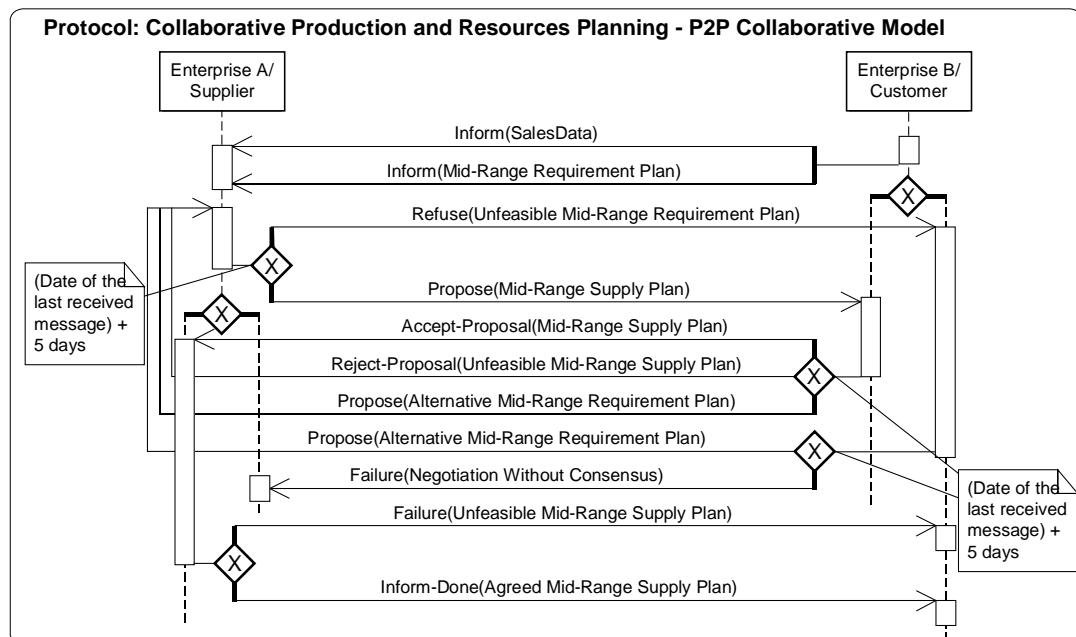 Protocol: Collaborative Production and Resources Planning - P2P Collaborative Model
Enterprise A/
Supplier
Enterprise B/
Customer
Inform(SalesData)
Inform(Mid-Range Requirement Plan)
X
Refuse(Unfeasible Mid-Range Requirement Plan)
X
(Date of the
last received
message) +
5 days
Propose(Mid-Range Supply Plan)
X
Accept-Proposal(Mid-Range Supply Plan)
Reject-Proposal(Unfeasible Mid-Range Supply Plan)
X
Propose(Alternative Mid-Range Requirement Plan)
Propose(Alternative Mid-Range Requirement Plan)
X
Failure(Negotiation Without Consensus)
(Date of the
last received
message) +
5 days
Failure(Unfeasible Mid-Range Supply Plan)
X
Inform-Done(Agreed Mid-Range Supply Plan)